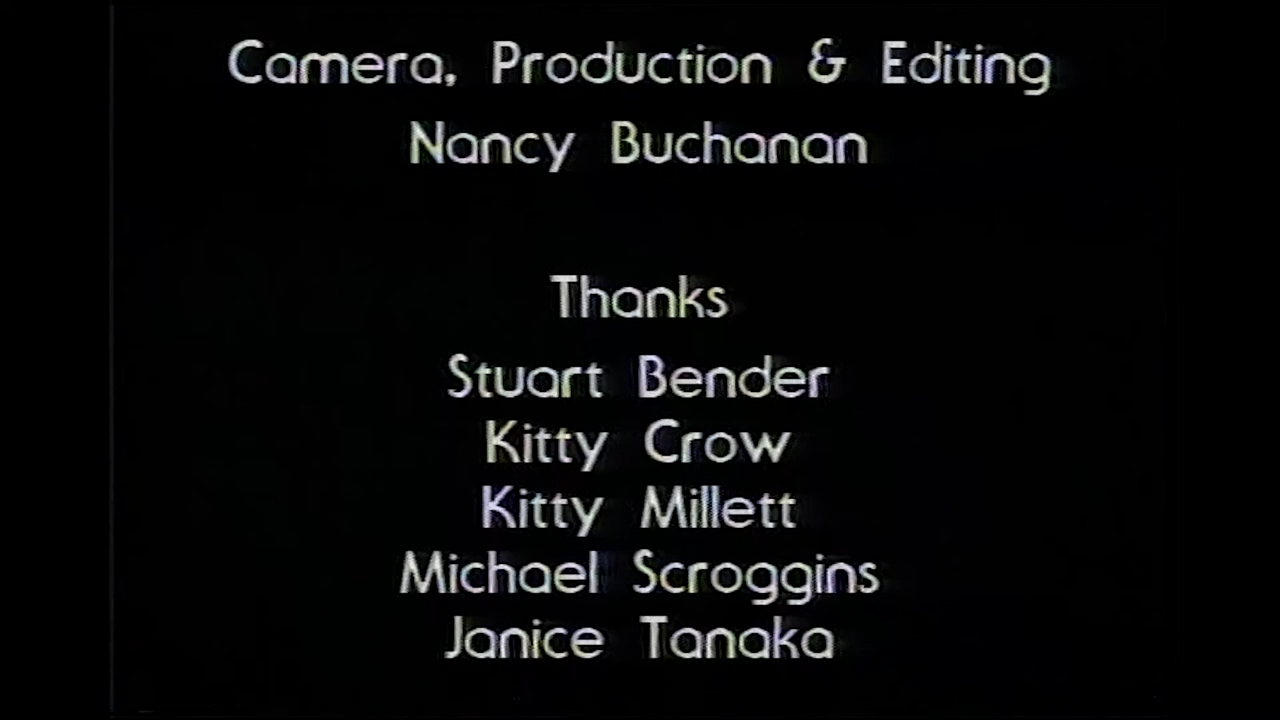 Camera, Production & Editing
Nancy Buchanan
Thanks
Stuart Bender
Kitty Crow
Kitty Millett
Michael Scroggins
Janice Tanaka